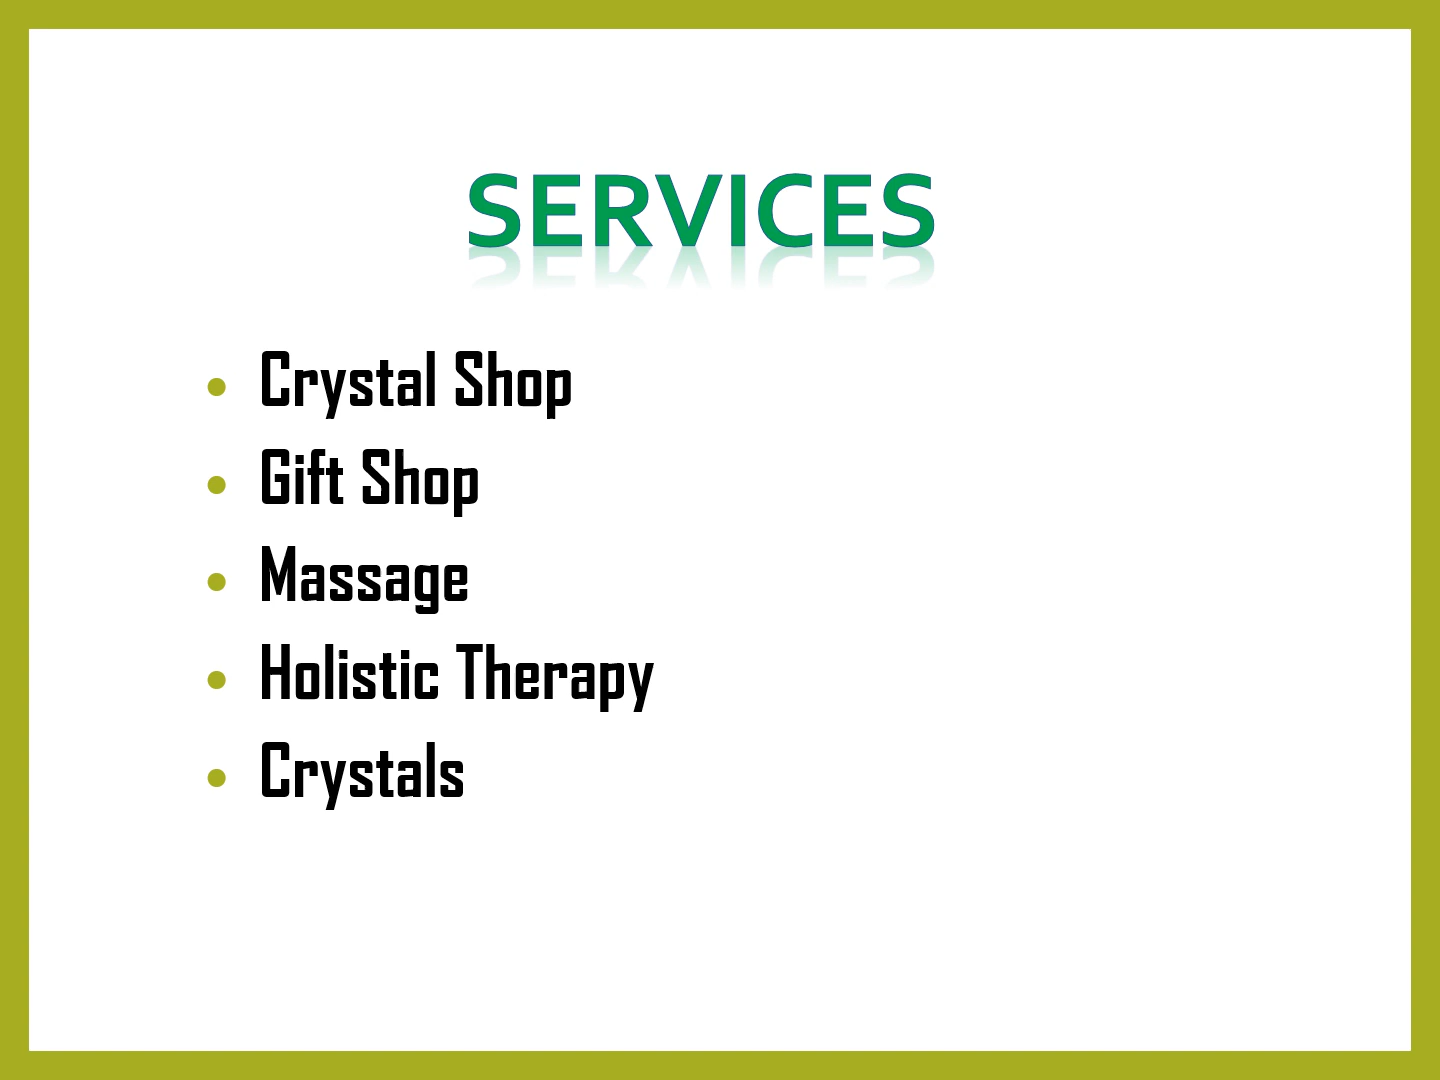 SERVICES
• Crystal Shop
• Gift Shop
• Massage
• Holistic Therapy
• Crystals